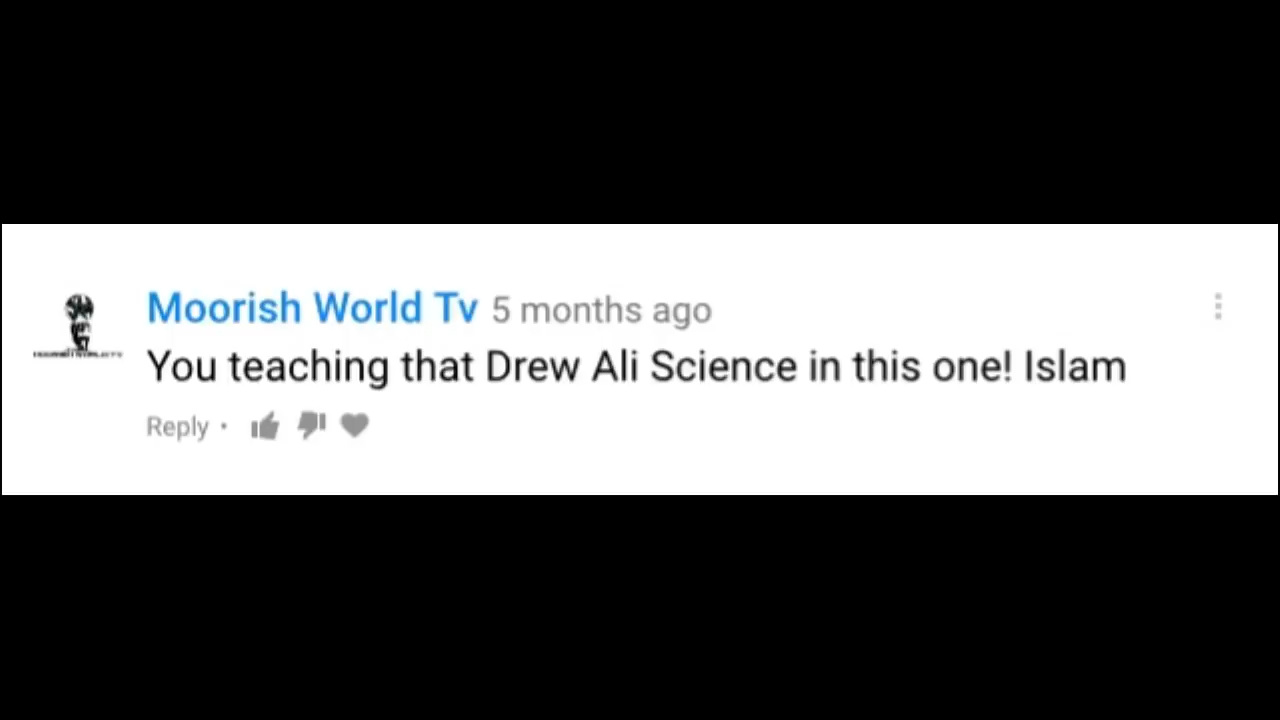 Moorish World Tv 5 months ago
You teaching that Drew Ali Science in this one! Islam
Reply •